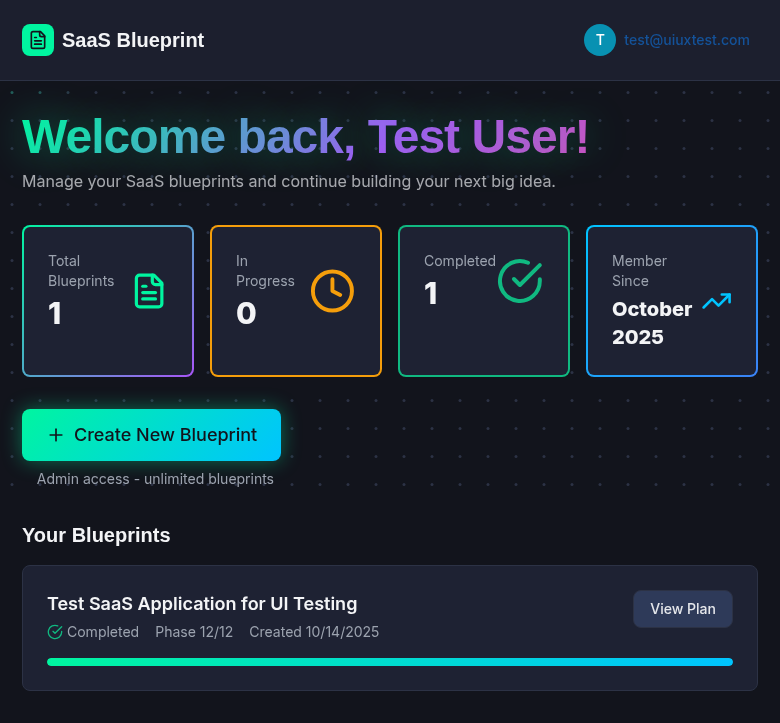 SaaS Blueprint
T test@uiuxtest.com
Welcome back, Test User!
Manage your SaaS blueprints and continue building your next big idea.
Total
Blueprints
1
In
Progress
0
Completed
1
Member
Since
October
2025
Create New Blueprint
Admin access - unlimited blueprints
Your Blueprints
Test SaaS Application for UI Testing
View Plan
Completed Phase 12/12 Created 10/14/2025